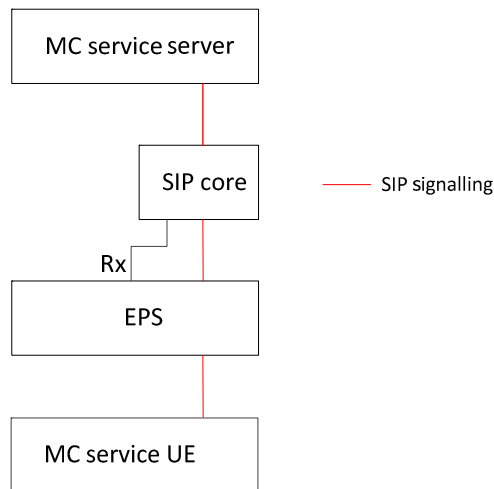 MC service server
SIP core
SIP signalling
Rx
EPS
MC service UE